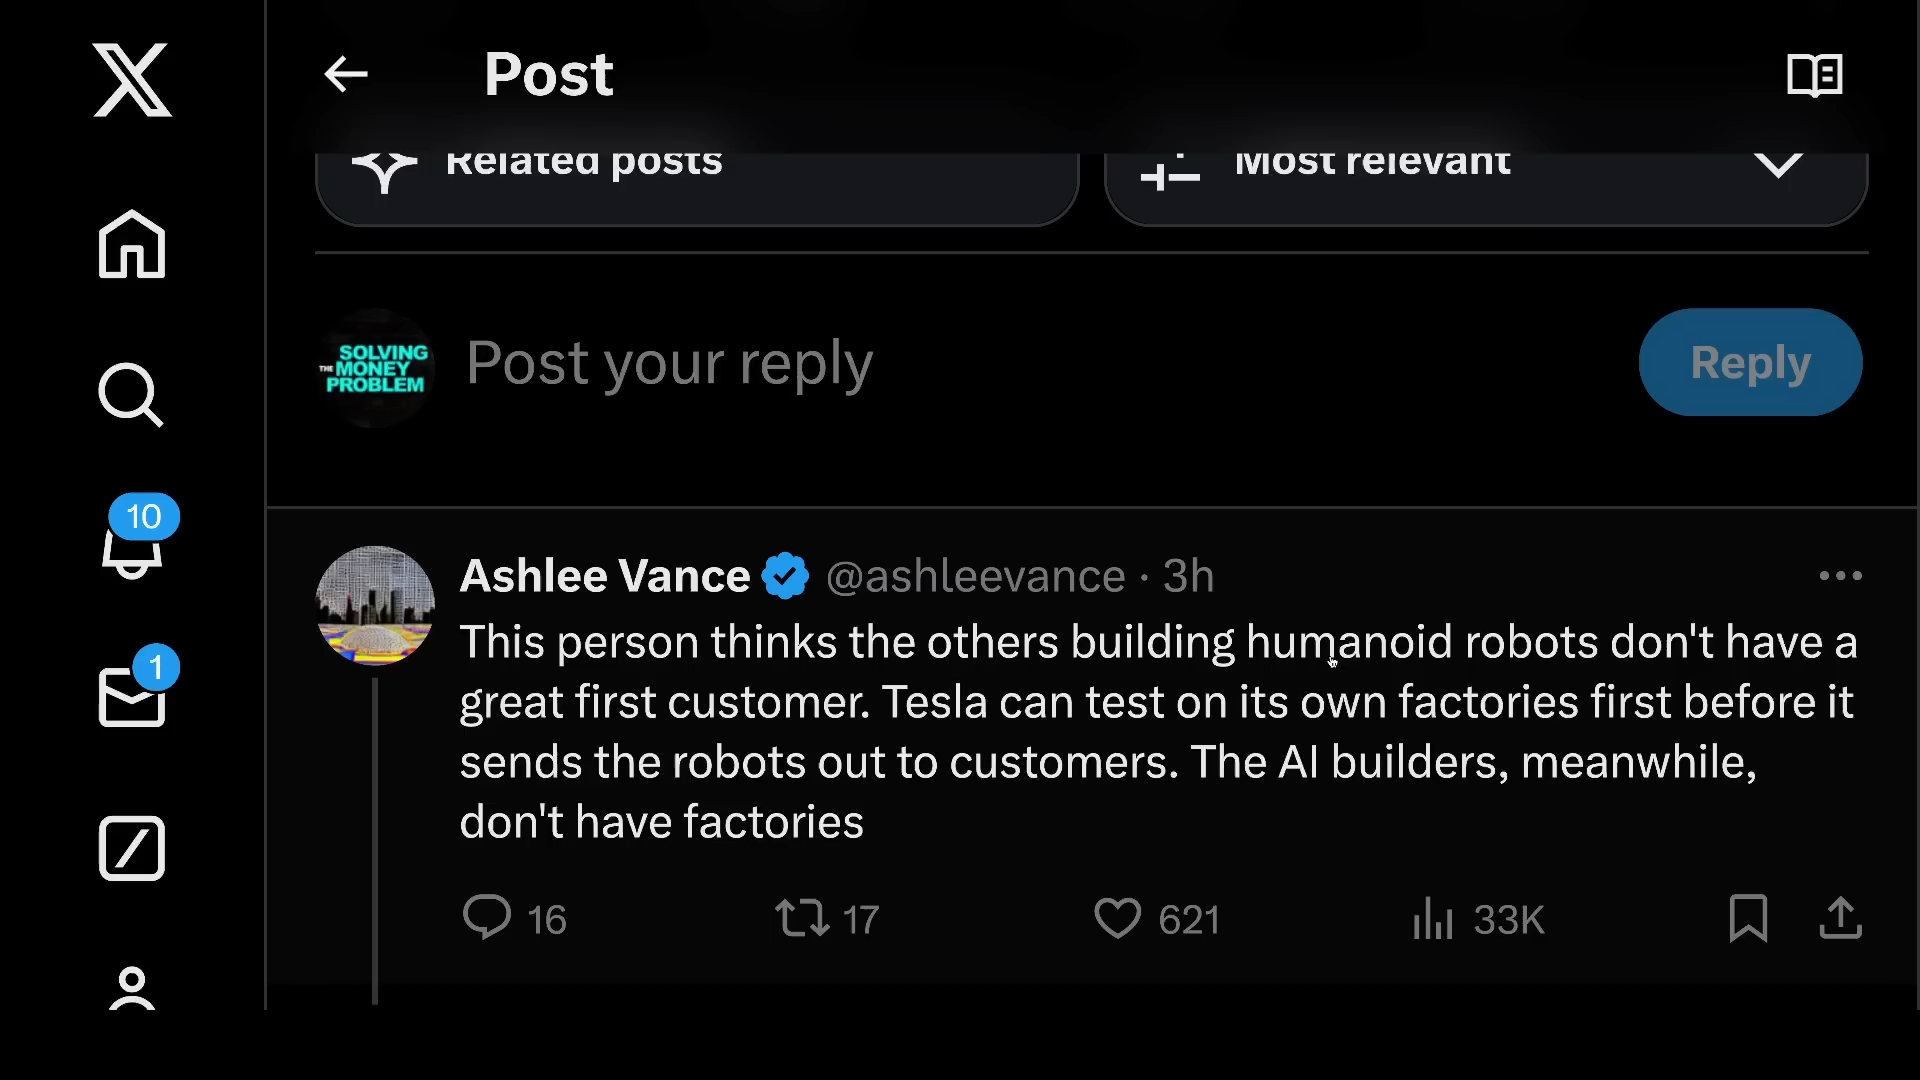 Post
Related posts
Most relevant
SOLVING
THE MONEY
PROBLEM
Post your reply
Reply
10
Ashlee Vance @ashleevance · 3h
This person thinks the others building humanoid robots don't have a
great first customer. Tesla can test on its own factories first before it
sends the robots out to customers. The AI builders, meanwhile,
don't have factories
1
16
17
621
33K